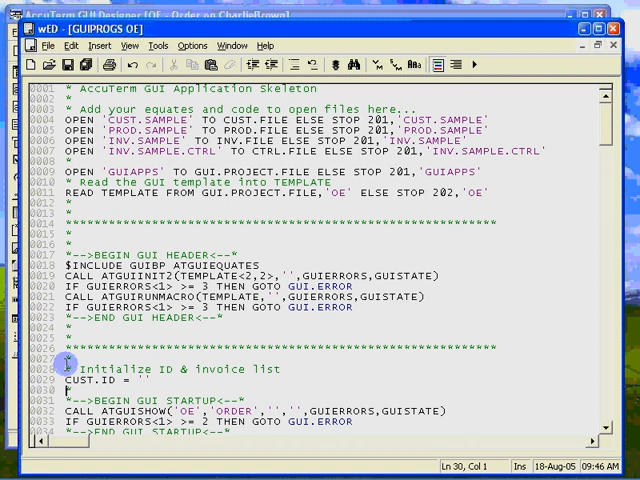 AccuTerm GUI Designer [OE - Order on CharlieBrown]
wED - [GUIPROGS OE]
File Edit Insert View Tools Options Window Help
0001 * AccuTerm GUI Application Skeleton
0002 *
0003 * Add your equates and code to open files here...
0004 OPEN 'CUST.SAMPLE' TO CUST.FILE ELSE STOP 201,'CUST.SAMPLE'
0005 OPEN 'PROD.SAMPLE' TO PROD.FILE ELSE STOP 201,'PROD.SAMPLE'
0006 OPEN 'INV.SAMPLE' TO INV.FILE ELSE STOP 201,'INV.SAMPLE'
0007 OPEN 'INV.SAMPLE.CTRL' TO CTRL.FILE ELSE STOP 201,'INV.SAMPLE.CTRL'
0008 *
0009 OPEN 'GUIAPPS' TO GUI.PROJECT.FILE ELSE STOP 201,'GUIAPPS'
0010 * Read the GUI template into TEMPLATE
0011 READ TEMPLATE FROM GUI.PROJECT.FILE,'OE' ELSE STOP 202,'OE'
0012 *
0013 *
0014 *****************************************************
0015 *
0016 *
0017 *-->BEGIN GUI HEADER<--*
0018 $INCLUDE GUIBP ATGUIEQUATES
0019 CALL ATGUIINIT2(TEMPLATE<2,2>,'',GUIERRORS,GUISTATE)
0020 IF GUIERRORS<1> >= 3 THEN GOTO GUI.ERROR
0021 CALL ATGUIRUNMACRO(TEMPLATE,'',GUIERRORS,GUISTATE)
0022 IF GUIERRORS<1> >= 3 THEN GOTO GUI.ERROR
0023 *-->END GUI HEADER<--*
0024 *
0025 *
0026 *****************************************************
0027 *
0028 * Initialize ID & invoice list
0029 CUST.ID = ''
0030 *
0031 *-->BEGIN GUI STARTUP<--*
0032 CALL ATGUISHOW('OE','ORDER','','',GUIERRORS,GUISTATE)
0033 IF GUIERRORS<1> >= 2 THEN GOTO GUI.ERROR
0034 *-->END GUI STARTUP<--*
Ln 30, Col 1 Ins 18-Aug-05 09:46 AM